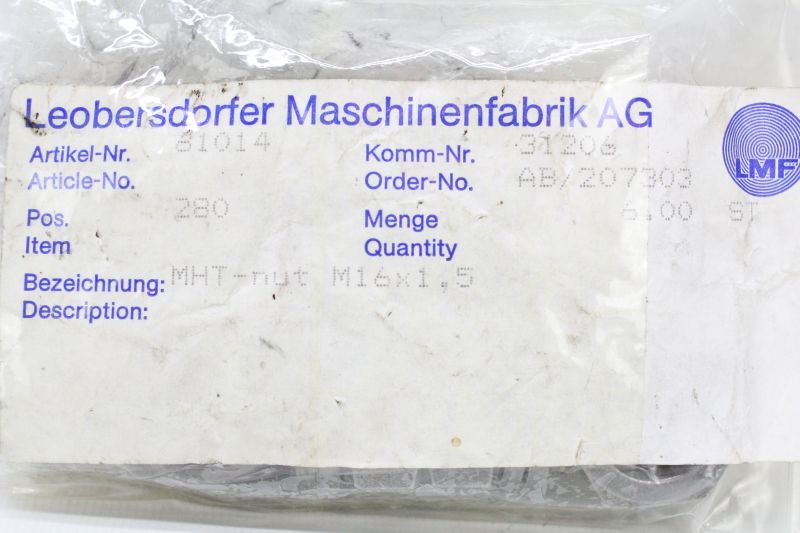 Leobersdorfer Maschinenfabrik AG
Artikel-Nr. 61014 Komm-Nr. 31206
Article-No. Order-No. AB/207303
LMF
Pos. 280 Menge 6.00 ST
Item Quantity
Bezeichnung: MHT-nut M16x1,5
Description: